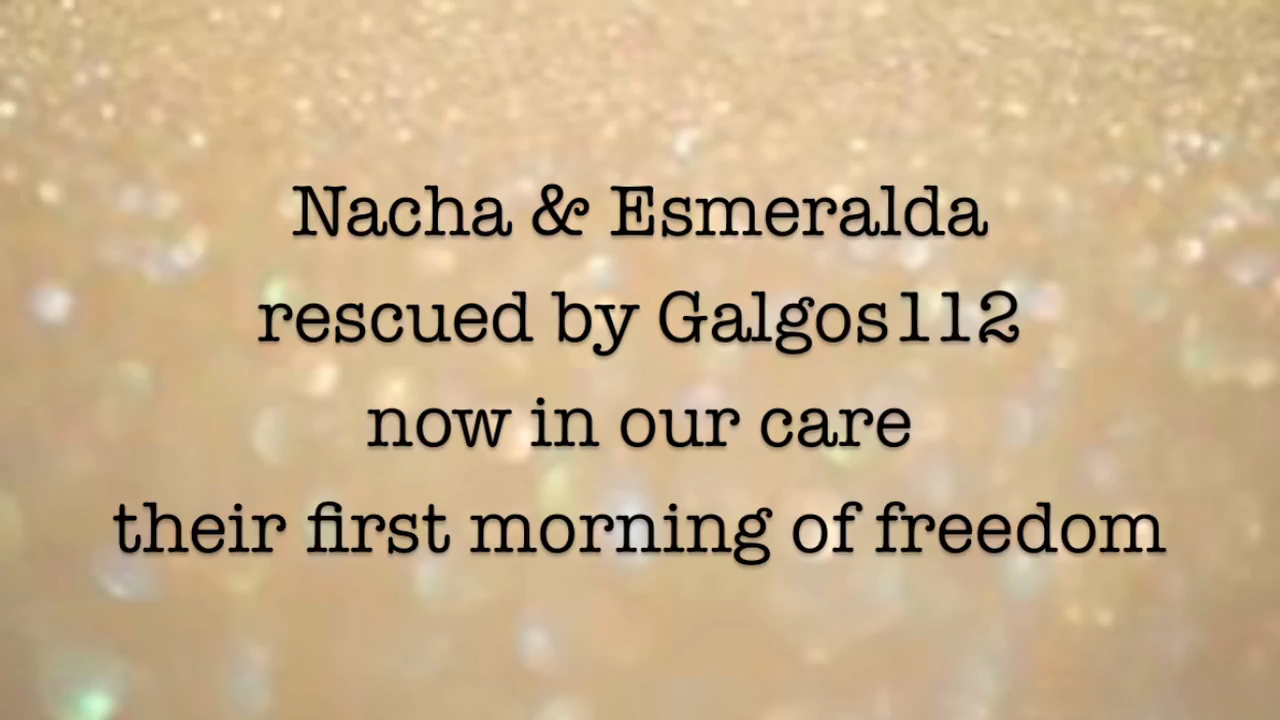 Nacha & Esmeralda
rescued by Galgos112
now in our care
their first morning of freedom